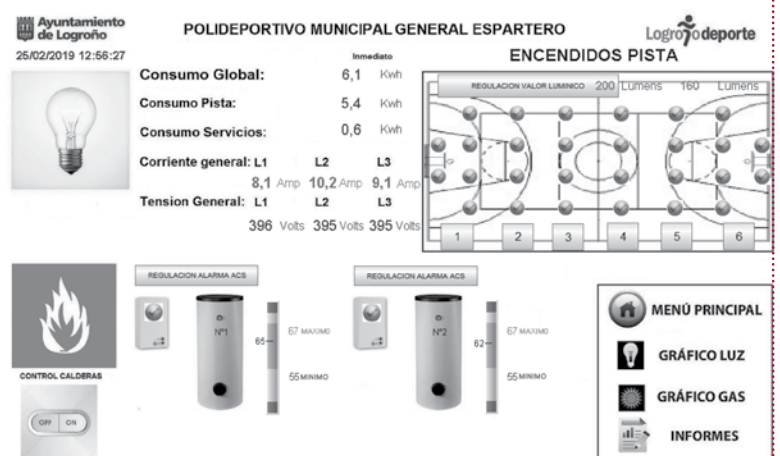 Ayuntamiento
de Logroño
POLIDEPORTIVO MUNICIPAL GENERAL ESPARTERO
Logroño deporte
25/02/2019 12:56:27
Inmediato
ENCENDIDOS PISTA
Consumo Global: 6,1 Kwh
REGULACION VALOR LUMINICO 200 Lumens 160 Lumens
Consumo Pista: 5,4 Kwh
Consumo Servicios: 0,6 Kwh
Corriente general: L1 L2 L3
8,1 Amp 10,2 Amp 9,1 Amp
Tension General: L1 L2 L3
396 Volts 395 Volts 395 Volts
1 2 3 4 5 6
REGULACION ALARMA ACS
REGULACION ALARMA ACS
Nº1
65
67 MAXIMO
55 MINIMO
Nº2
62
67 MAXIMO
55 MINIMO
CONTROL CALDERAS
OFF ON
MENÚ PRINCIPAL
GRÁFICO LUZ
GRÁFICO GAS
INFORMES